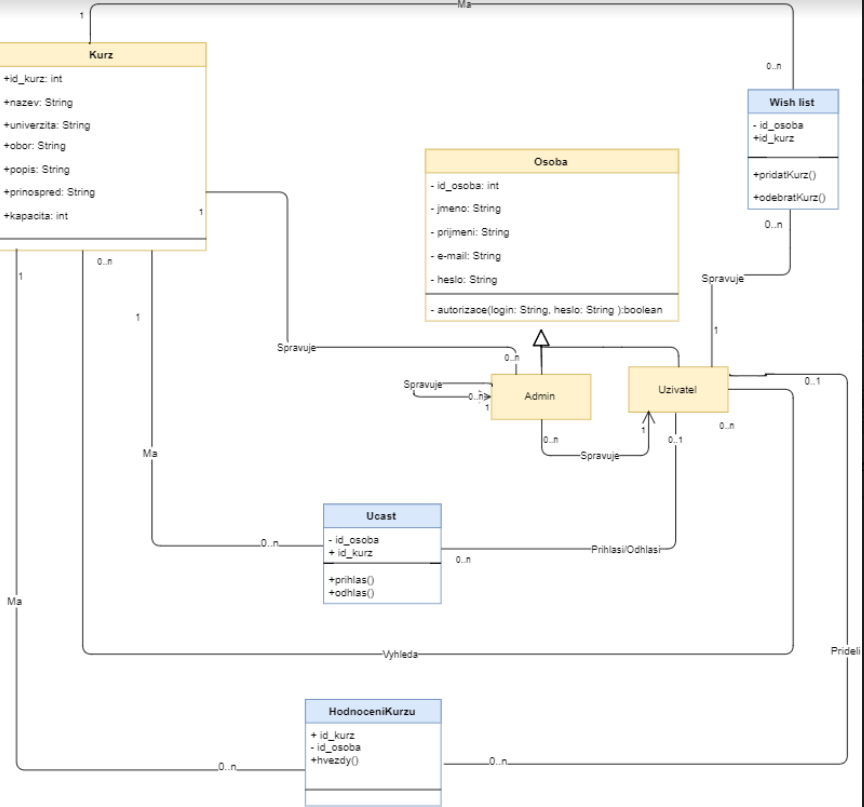 Ma
1
Kurz
+id_kurz: int
+nazev: String
+univerzita: String
+obor: String
+popis: String
+prinospred: String
+kapacita: int
1
0..n
Wish list
- id_osoba
+id_kurz
+pridatKurz()
+odebratKurz()
0..n
Osoba
- id_osoba: int
- jmeno: String
- prijmeni: String
- e-mail: String
- heslo: String
- autorizace(login: String, heslo: String ):boolean
1
0..n
1
Spravuje
1
Spravuje
0..n
Spravuje
0..n
1
Admin
Uzivatel
0..1
0..n
0..n
1
0..1
Spravuje
Ma
Ucast
- id_osoba
+ id_kurz
+prihlas()
+odhlas()
0..n
0..n
Prihlasi/Odhlasi
Ma
Vyhleda
Prideli
HodnoceniKurzu
+ id_kurz
- id_osoba
+hvezdy()
0..n
0..n